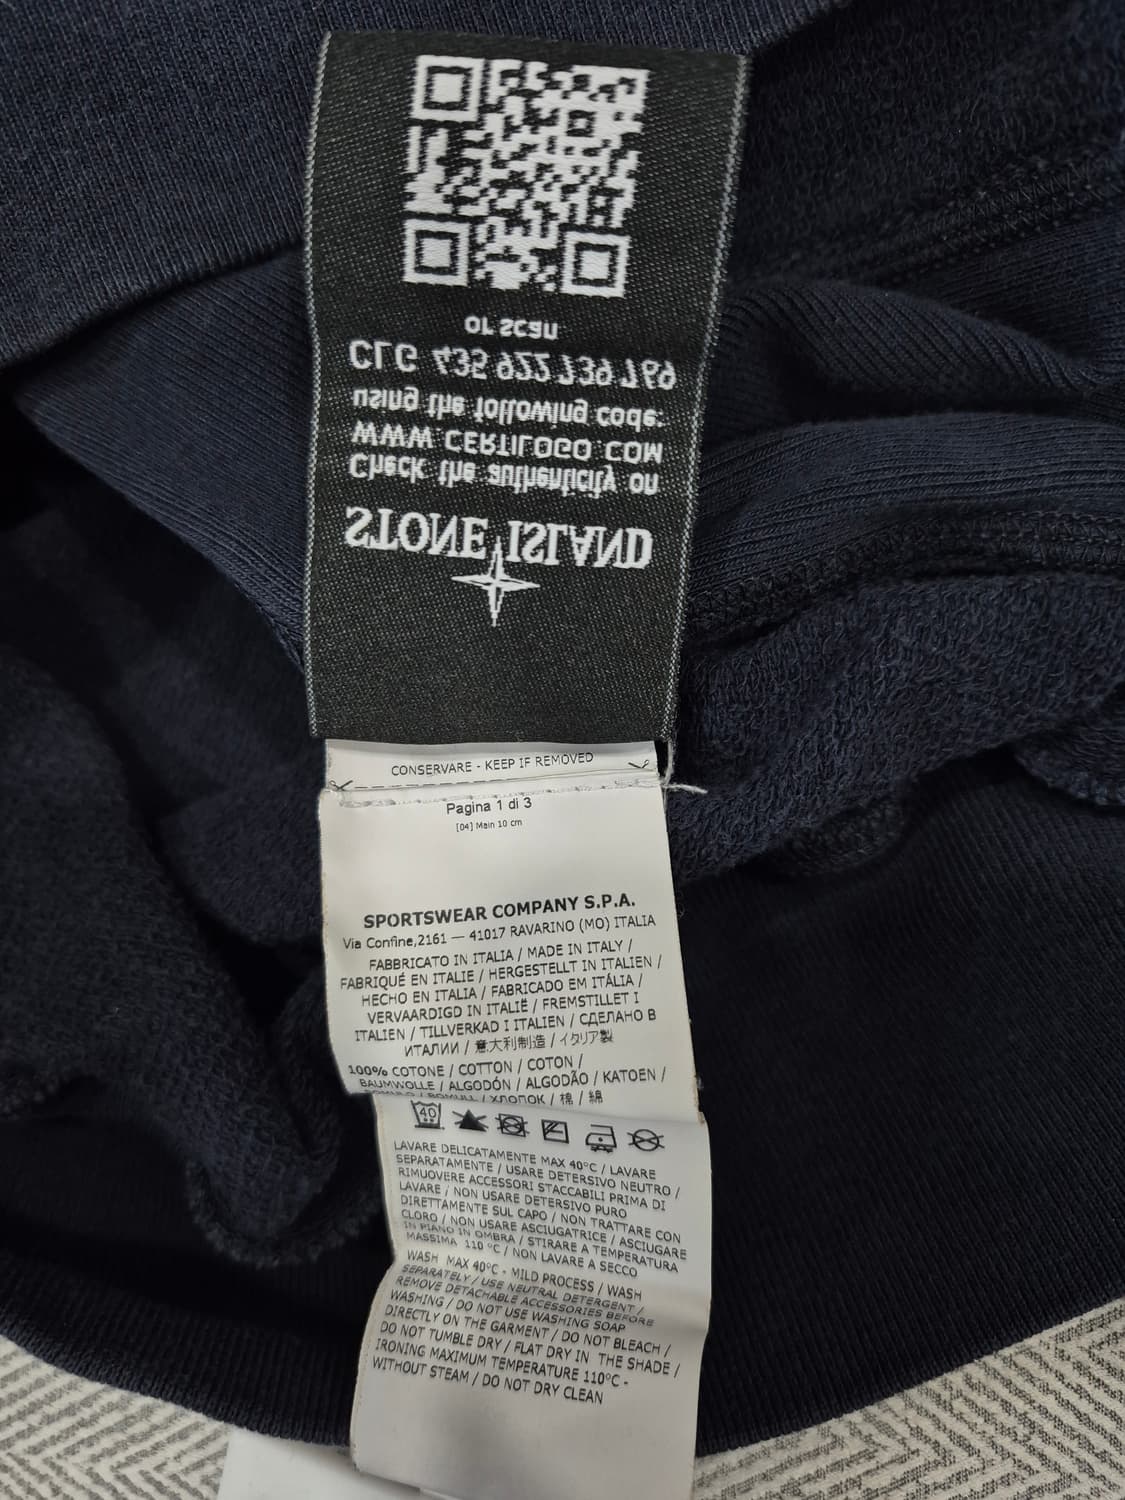 STONE ISLAND
Check the authenticity on
WWW.CERTILOGO.COM
using the following code:
CLG 435 922 739 769
or scan
CONSERVARE - KEEP IF REMOVED
Pagina 1 di 3
[04] Main 10 cm
SPORTSWEAR COMPANY S.P.A.
Via Confine,2161 — 41017 RAVARINO (MO) ITALIA
FABBRICATO IN ITALIA / MADE IN ITALY /
FABRIQUÉ EN ITALIE / HERGESTELLT IN ITALIEN /
HECHO EN ITALIA / FABRICADO EM ITÁLIA /
VERVAARDIGD IN ITALIË / FREMSTILLET I
ITALIEN / TILLVERKAD I ITALIEN / СДЕЛАНО В
ИТАЛИИ / 意大利制造 / イタリア製
100% COTONE / COTTON / COTON /
BAUMWOLLE / ALGODÓN / ALGODÃO / KATOEN /
BOMULD / BOMULL / ХЛОПОК / 棉 / 綿
40
LAVARE DELICATAMENTE MAX 40°C / LAVARE
SEPARATAMENTE / USARE DETERSIVO NEUTRO /
RIMUOVERE ACCESSORI STACCABILI PRIMA DI
LAVARE / NON USARE DETERSIVO PURO
DIRETTAMENTE SUL CAPO / NON TRATTARE CON
CLORO / NON USARE ASCIUGATRICE / ASCIUGARE
IN PIANO IN OMBRA / STIRARE A TEMPERATURA
MASSIMA 110 °C / NON LAVARE A SECCO
WASH MAX 40°C - MILD PROCESS / WASH
SEPARATELY / USE NEUTRAL DETERGENT /
REMOVE DETACHABLE ACCESSORIES BEFORE
WASHING / DO NOT USE WASHING SOAP
DIRECTLY ON THE GARMENT / DO NOT BLEACH /
DO NOT TUMBLE DRY / FLAT DRY IN THE SHADE /
IRONING MAXIMUM TEMPERATURE 110°C -
WITHOUT STEAM / DO NOT DRY CLEAN